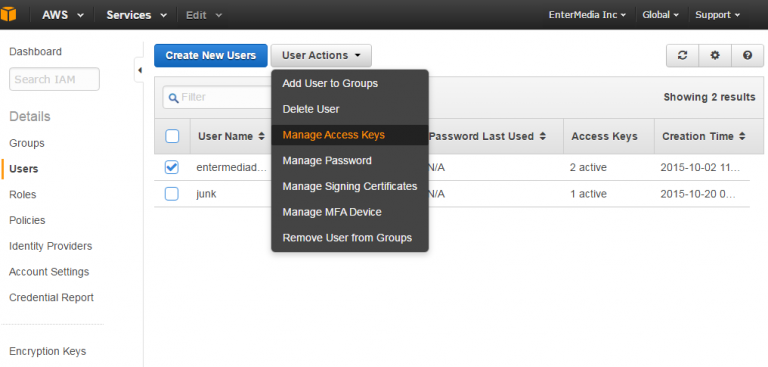 AWS Services Edit EnterMedia Inc Global Support
Dashboard
Search IAM
Details
Groups
Users
Roles
Policies
Identity Providers
Account Settings
Credential Report
Encryption Keys
Create New Users User Actions
Add User to Groups
Delete User
Manage Access Keys
Manage Password
Manage Signing Certificates
Manage MFA Device
Remove User from Groups
Filter Showing 2 results
User Name Password Last Used Access Keys Creation Time
entermediad... N/A 2 active 2015-10-02 11...
junk N/A 1 active 2015-10-20 0...